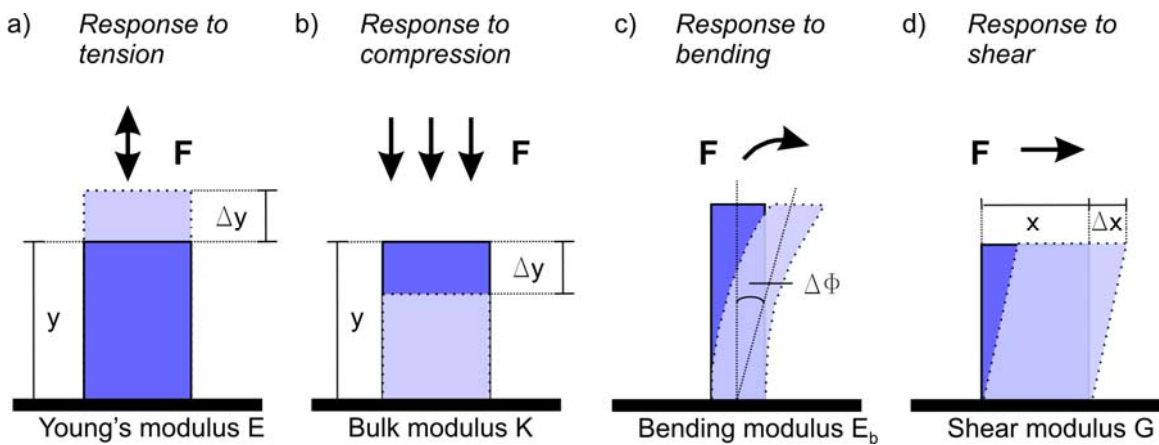 a) Response to tension
b) Response to compression
c) Response to bending
d) Response to shear
F
F
F
F
Δy
y
Δy
y
ΔΦ
x
Δx
Young's modulus E
Bulk modulus K
Bending modulus E_b
Shear modulus G